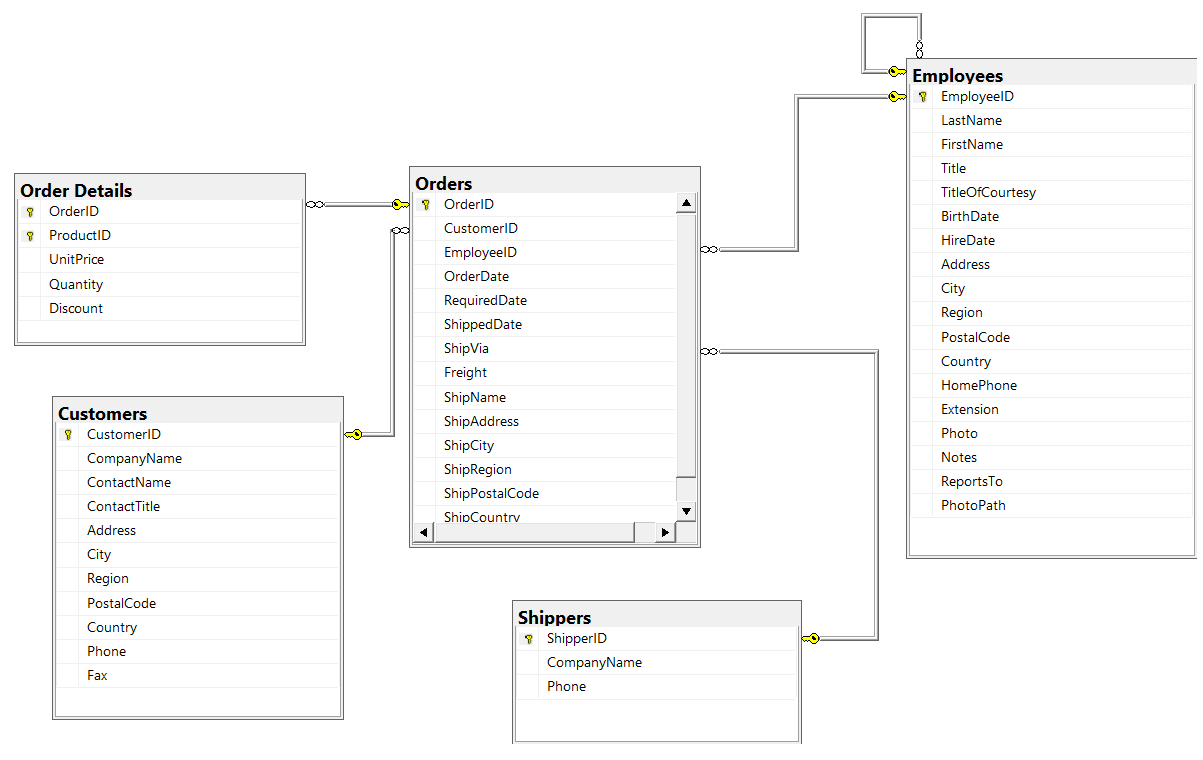 Order Details
OrderID
ProductID
UnitPrice
Quantity
Discount
Customers
CustomerID
CompanyName
ContactName
ContactTitle
Address
City
Region
PostalCode
Country
Phone
Fax
Orders
OrderID
CustomerID
EmployeeID
OrderDate
RequiredDate
ShippedDate
ShipVia
Freight
ShipName
ShipAddress
ShipCity
ShipRegion
ShipPostalCode
ShipCountry
Shippers
ShipperID
CompanyName
Phone
Employees
EmployeeID
LastName
FirstName
Title
TitleOfCourtesy
BirthDate
HireDate
Address
City
Region
PostalCode
Country
HomePhone
Extension
Photo
Notes
ReportsTo
PhotoPath